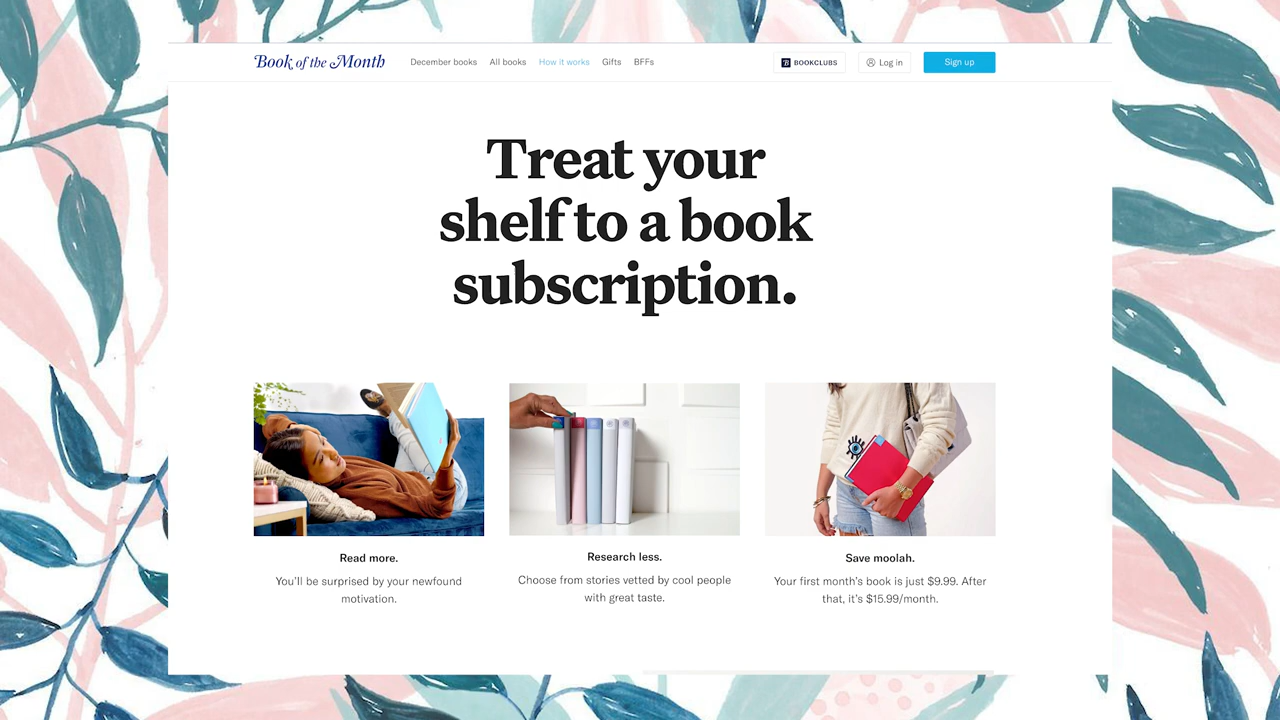 Book of the Month
December books
All books
How it works
Gifts
BFFs
BOOKCLUBS
Log in
Sign up
Treat your
shelf to a book
subscription.
Read more.
You'll be surprised by your newfound
motivation.
Research less.
Choose from stories vetted by cool people
with great taste.
Save moolah.
Your first month's book is just $9.99. After
that, it's $15.99/month.